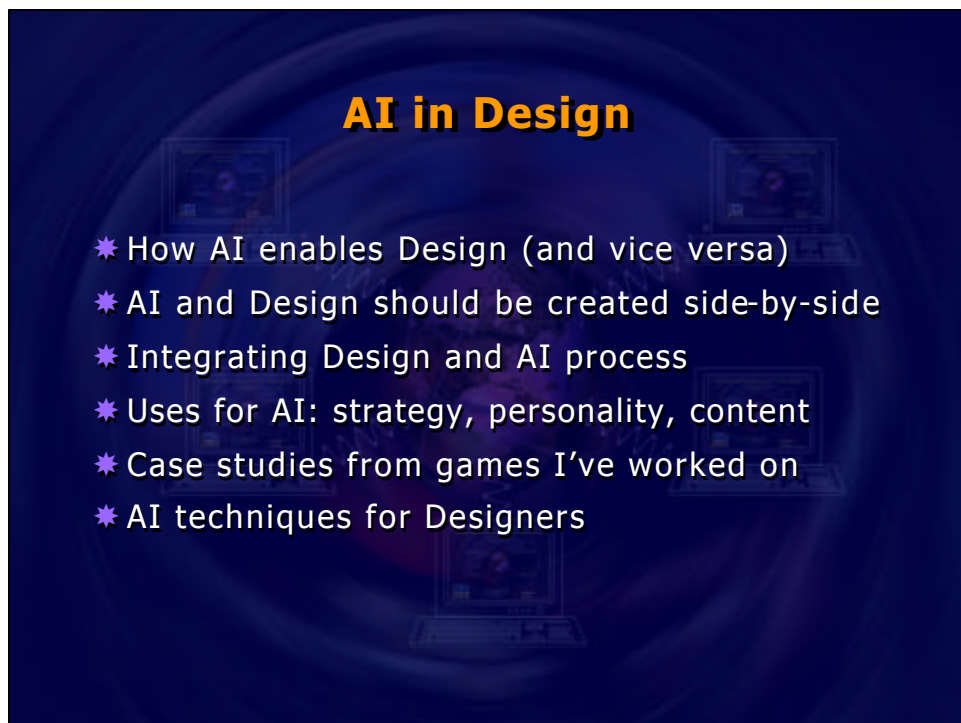 AI in Design
How AI enables Design (and vice versa)
AI and Design should be created side-by-side
Integrating Design and AI process
Uses for AI: strategy, personality, content
Case studies from games I've worked on
AI techniques for Designers